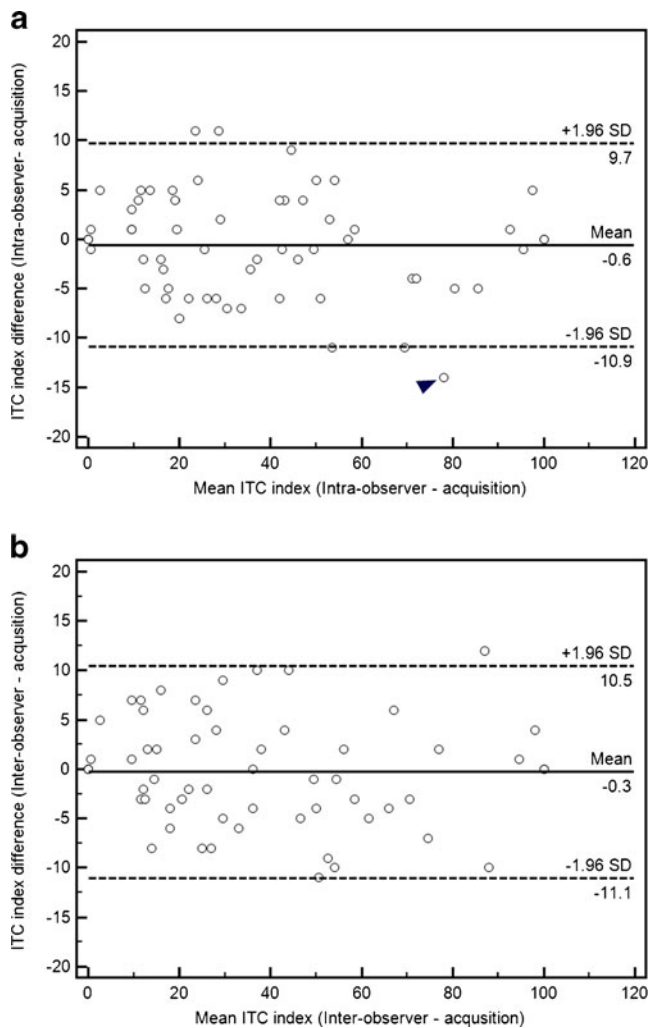 a
20
15
10
5
0
-5
-10
-15
-20
ITC index difference (Intra-observer- acquisition)
+1.96 SD
9.7
Mean
-0.6
-1.96 SD
-10.9
0 20 40 60 80 100 120
Mean ITC index (Intra-observer - acquisition)
b
20
15
10
5
0
-5
-10
-15
-20
ITC index difference (Inter-observer - acqusition)
+1.96 SD
10.5
Mean
-0.3
-1.96 SD
-11.1
0 20 40 60 80 100 120
Mean ITC index (Inter-observer - acqusition)